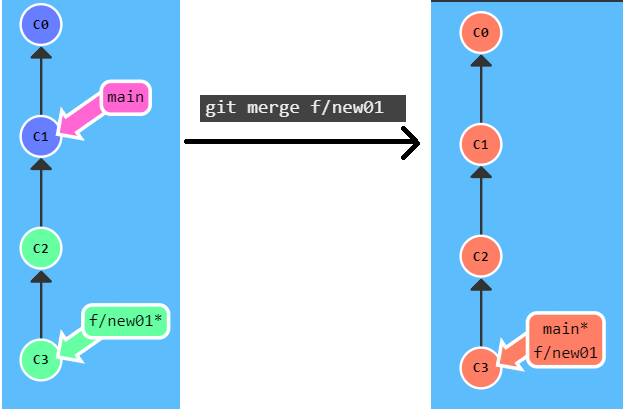 C0
main
C1
C2
f/new01*
C3
git merge f/new01
C0
C1
C2
main*
f/new01
C3